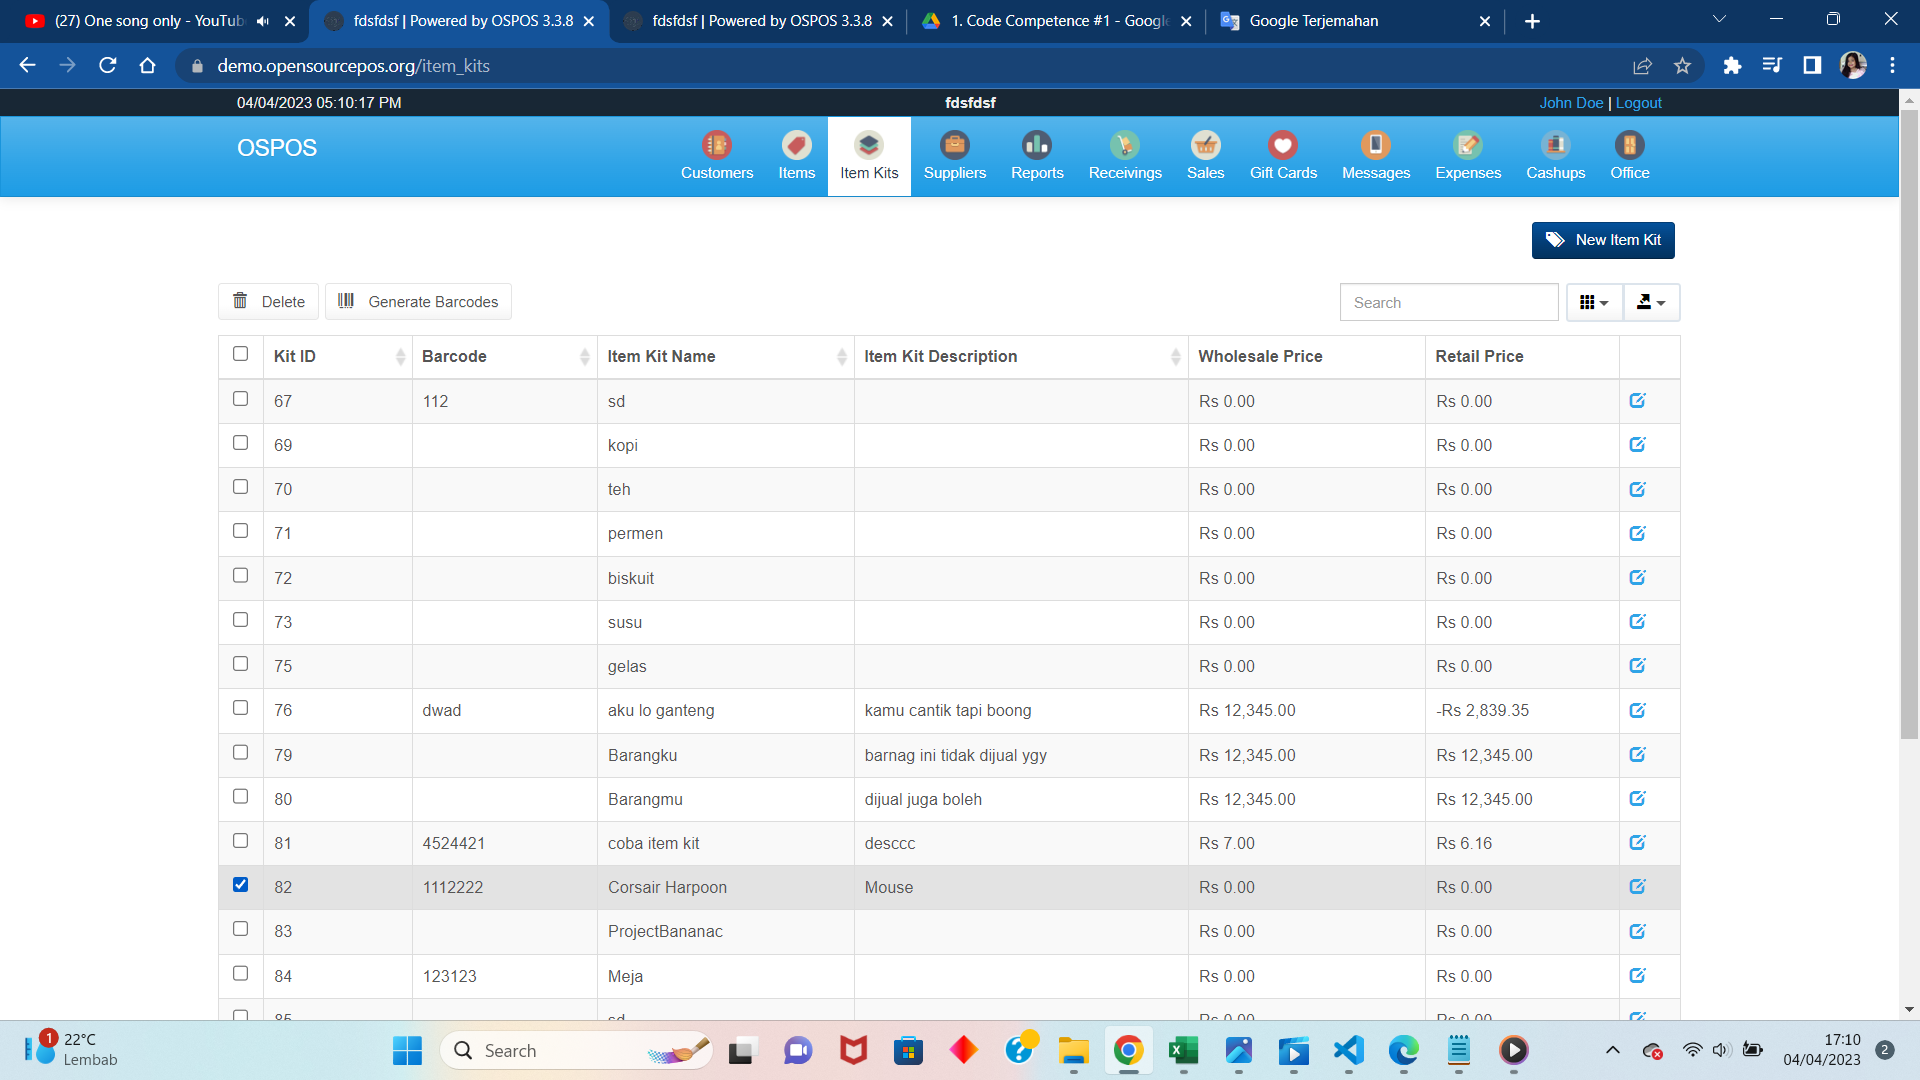 (27) One song only - YouTub
fdsfdsf | Powered by OSPOS 3.3.8
fdsfdsf | Powered by OSPOS 3.3.8
1. Code Competence #1 - Google
Google Terjemahan
demo.opensourcepos.org/item_kits
04/04/2023 05:10:17 PM
fdsfdsf
John Doe | Logout
OSPOS
Customers
Items
Item Kits
Suppliers
Reports
Receivings
Sales
Gift Cards
Messages
Expenses
Cashups
Office
New Item Kit
Delete
Generate Barcodes
Search
Kit ID Barcode Item Kit Name Item Kit Description Wholesale Price Retail Price
67 112 sd Rs 0.00 Rs 0.00
69 kopi Rs 0.00 Rs 0.00
70 teh Rs 0.00 Rs 0.00
71 permen Rs 0.00 Rs 0.00
72 biskuit Rs 0.00 Rs 0.00
73 susu Rs 0.00 Rs 0.00
75 gelas Rs 0.00 Rs 0.00
76 dwad aku lo ganteng kamu cantik tapi boong Rs 12,345.00 -Rs 2,839.35
79 Barangku barnag ini tidak dijual ygy Rs 12,345.00 Rs 12,345.00
80 Barangmu dijual juga boleh Rs 12,345.00 Rs 12,345.00
81 4524421 coba item kit desccc Rs 7.00 Rs 6.16
82 1112222 Corsair Harpoon Mouse Rs 0.00 Rs 0.00
83 ProjectBananac Rs 0.00 Rs 0.00
84 123123 Meja Rs 0.00 Rs 0.00
85 sd Rs 0.00 Rs 0.00
1
22°C
Lembab
Search
17:10
04/04/2023
2